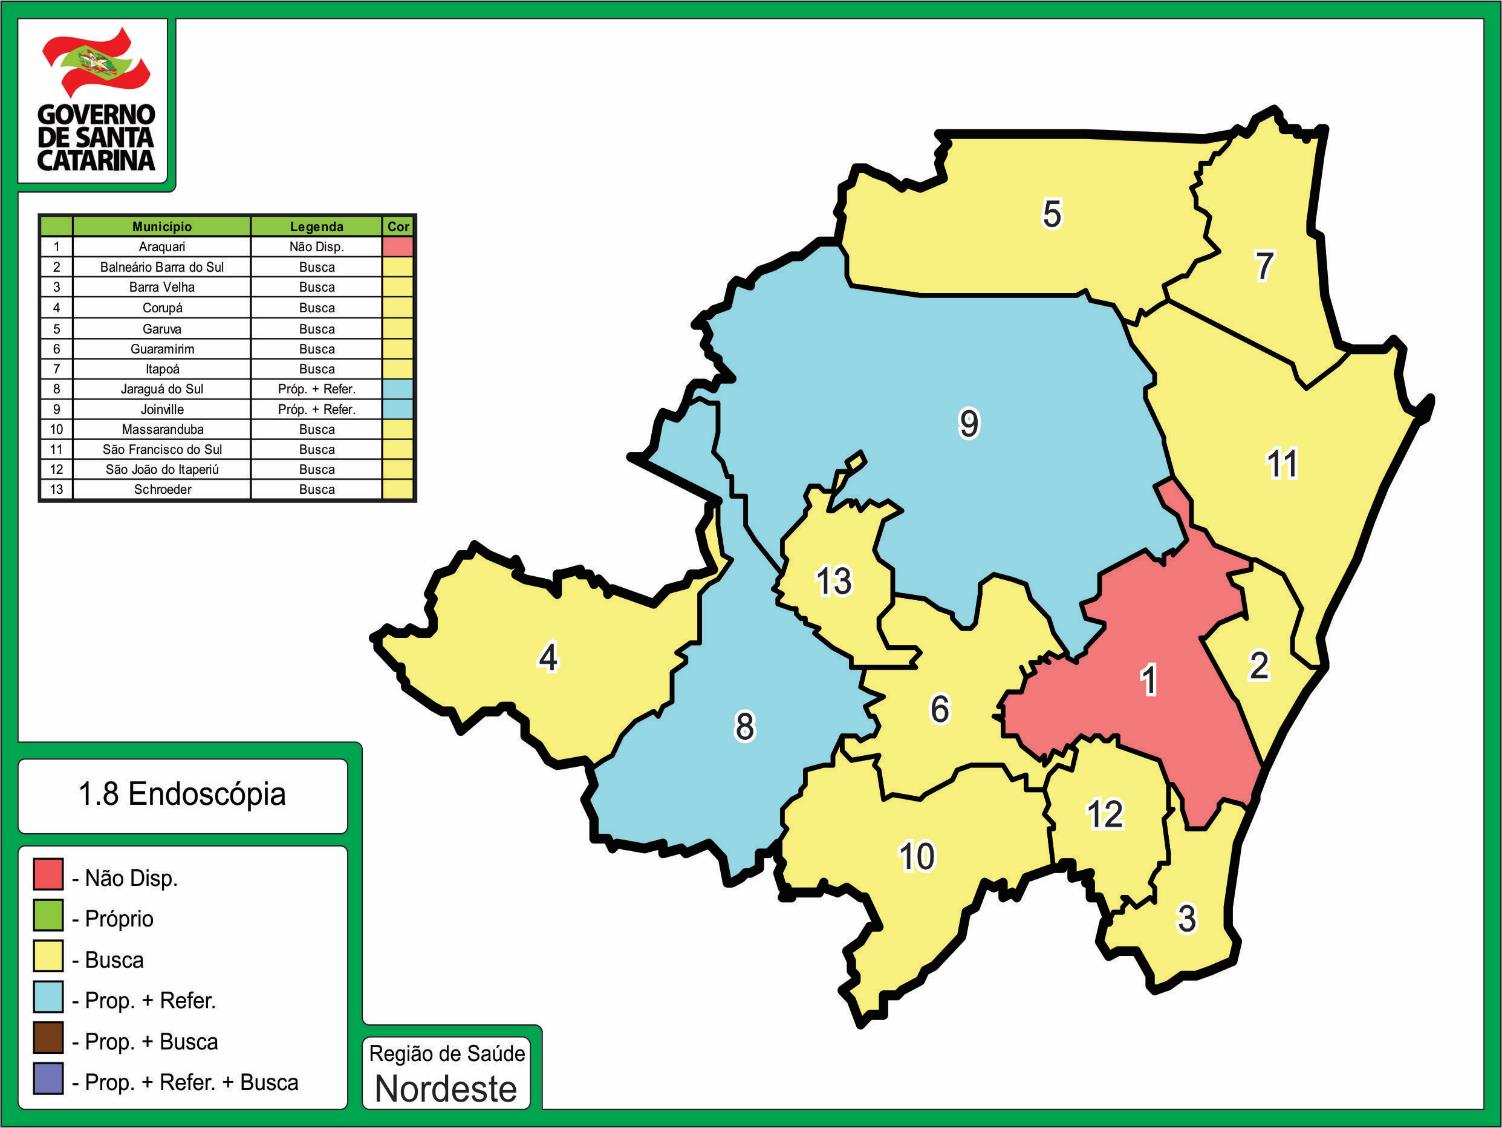 GOVERNO
DE SANTA
CATARINA
Município Legenda Cor
1 Araquari Não Disp.
2 Balneário Barra do Sul Busca
3 Barra Velha Busca
4 Corupá Busca
5 Garuva Busca
6 Guaramirim Busca
7 Itapoá Busca
8 Jaraguá do Sul Próp. + Refer.
9 Joinville Próp. + Refer.
10 Massaranduba Busca
11 São Francisco do Sul Busca
12 São João do Itaperiú Busca
13 Schroeder Busca
5
7
9
11
13
4
2
1
6
8
12
10
3
1.8 Endoscópia
- Não Disp.
- Próprio
- Busca
- Prop. + Refer.
- Prop. + Busca
- Prop. + Refer. + Busca
Região de Saúde
Nordeste